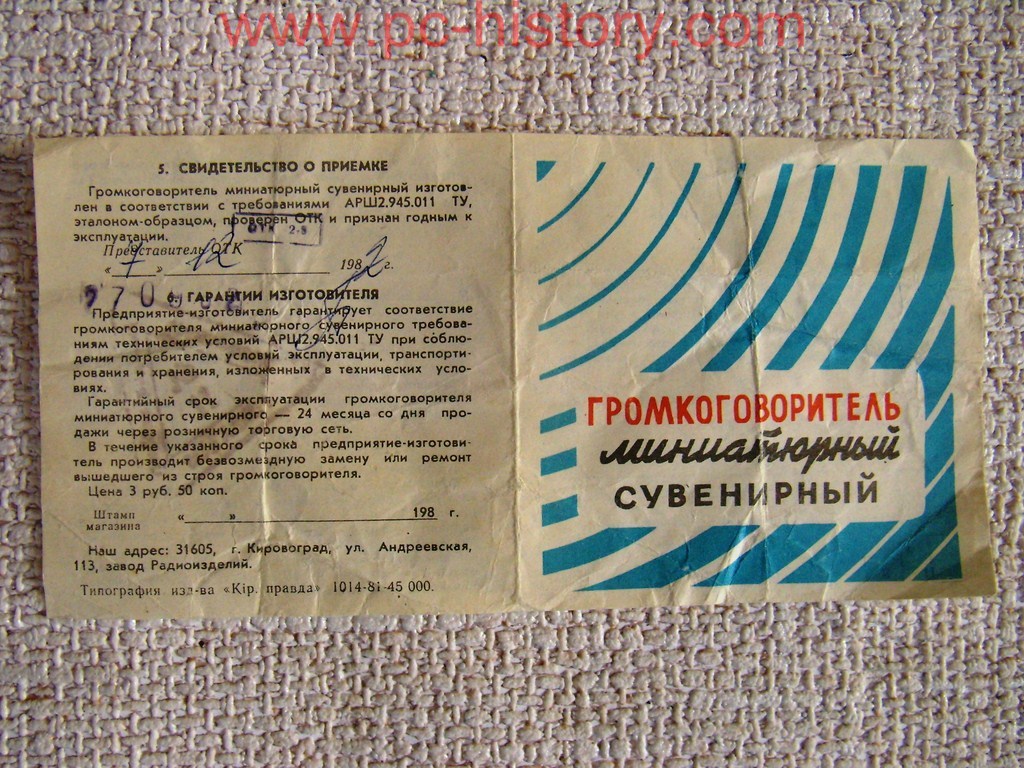 www.pc-history.com
5. СВИДЕТЕЛЬСТВО О ПРИЕМКЕ
Громкоговоритель миниатюрный сувенирный изготов-
лен в соответствии с требованиями АРШ2.945.011 ТУ,
эталоном-образцом, проверен ОТК и признан годным к
эксплуатации.
ОТК 2-8
Представитель ОТК
« 7 » 12 1982 г.
6. ГАРАНТИИ ИЗГОТОВИТЕЛЯ
Предприятие-изготовитель гарантирует соответствие
громкоговорителя миниатюрного сувенирного требова-
ниям технических условий АРШ2.945.011 ТУ при соблю-
дении потребителем условий эксплуатации, транспорти-
рования и хранения, изложенных в технических усло-
виях.
Гарантийный срок эксплуатации громкоговорителя
миниатюрного сувенирного — 24 месяца со дня про-
дажи через розничную торговую сеть.
В течение указанного срока предприятие-изготови-
тель производит безвозмездную замену или ремонт
вышедшего из строя громкоговорителя.
Цена 3 руб. 50 коп.
Штамп
магазина « » 198 г.
Наш адрес: 31605, г. Кировоград, ул. Андреевская,
113, завод Радиоизделий.
Типография изд-ва «Кір. правда» 1014-81-45 000.
ГРОМКОГОВОРИТЕЛЬ
миниатюрный
СУВЕНИРНЫЙ